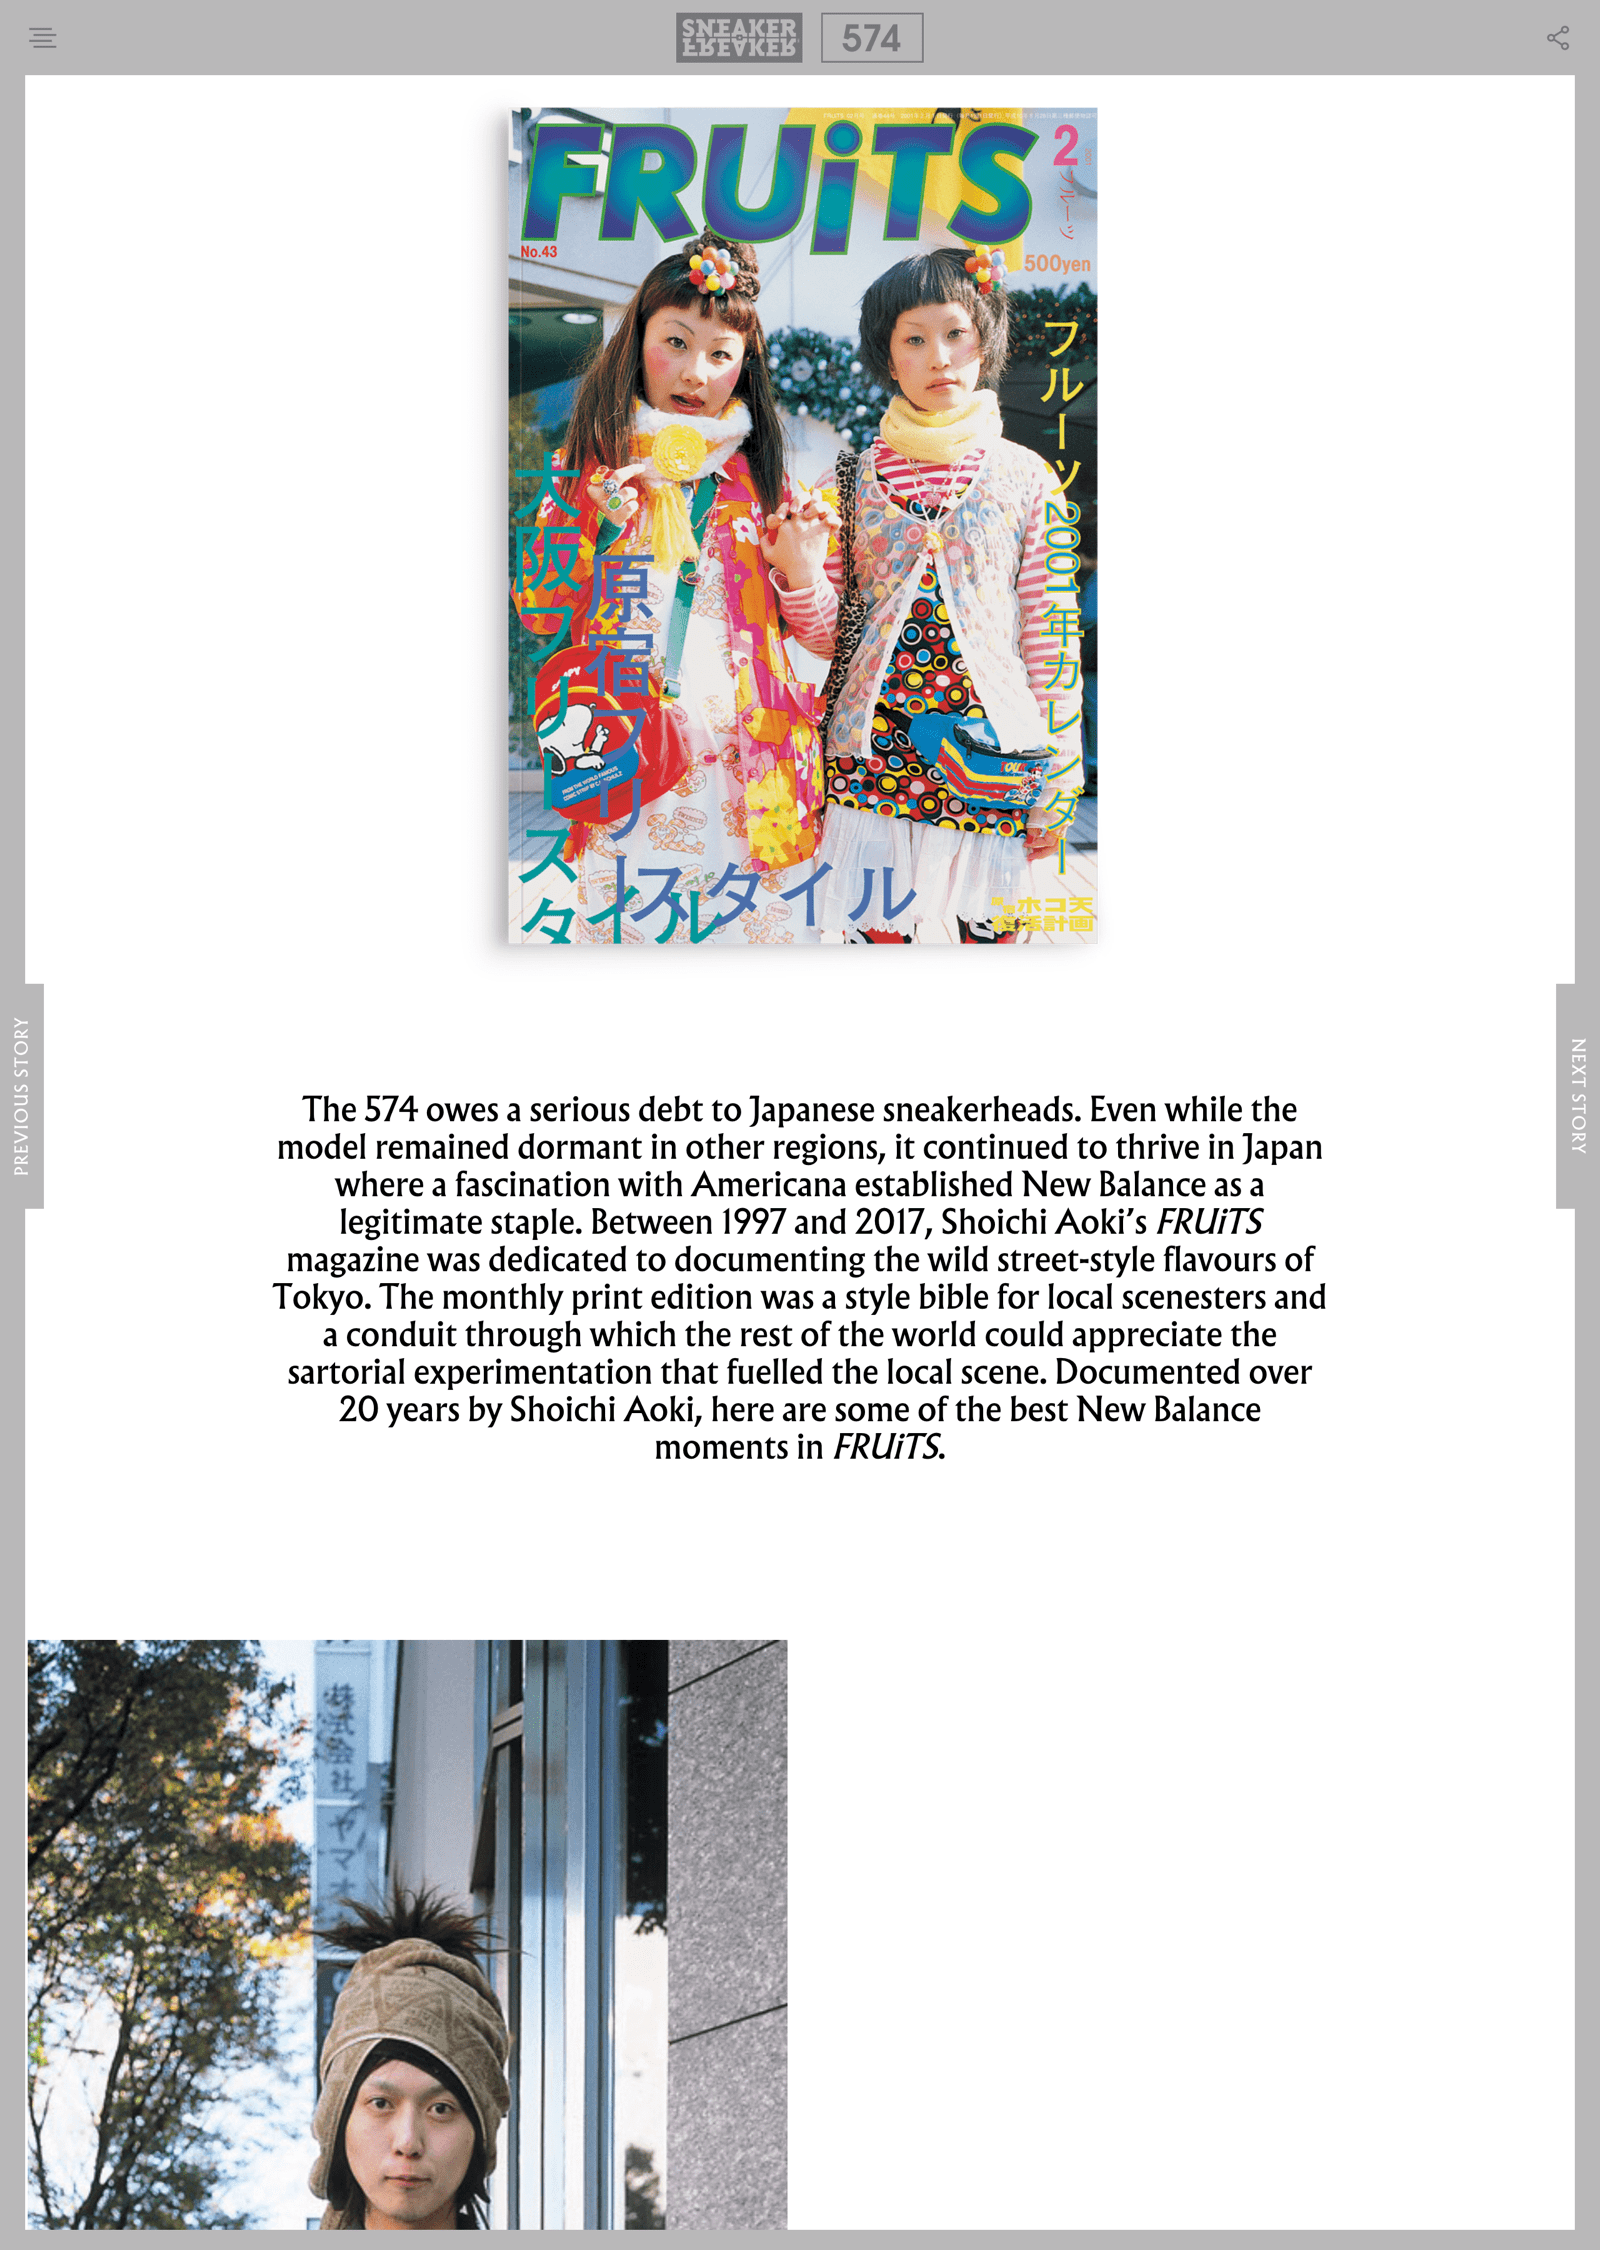 SNEAKER
FREAKER
574
FRUiTS
2
フルーツ
No.43
500yen
フルーツ2001年カレンダー
大阪フリースタイル
原宿フリースタイル
ホコ天
復活計画
PREVIOUS STORY
NEXT STORY
The 574 owes a serious debt to Japanese sneakerheads. Even while the
model remained dormant in other regions, it continued to thrive in Japan
where a fascination with Americana established New Balance as a
legitimate staple. Between 1997 and 2017, Shoichi Aoki’s FRUiTS
magazine was dedicated to documenting the wild street-style flavours of
Tokyo. The monthly print edition was a style bible for local scenesters and
a conduit through which the rest of the world could appreciate the
sartorial experimentation that fuelled the local scene. Documented over
20 years by Shoichi Aoki, here are some of the best New Balance
moments in FRUiTS.
株式会社ヤマオ